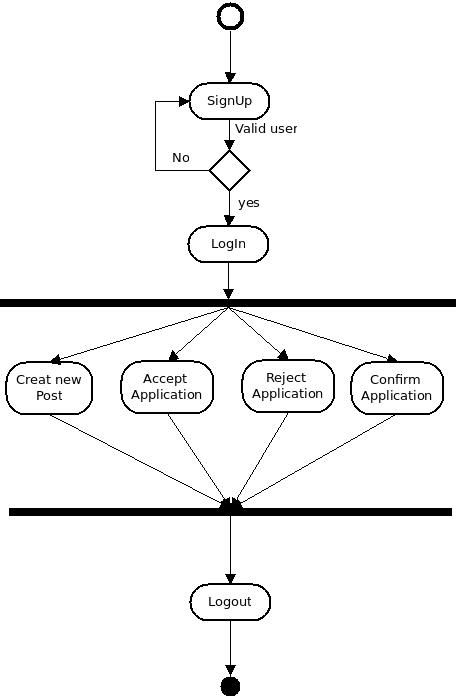 SignUp
Valid user
No
yes
LogIn
Creat new
Post
Accept
Application
Reject
Application
Confirm
Application
Logout